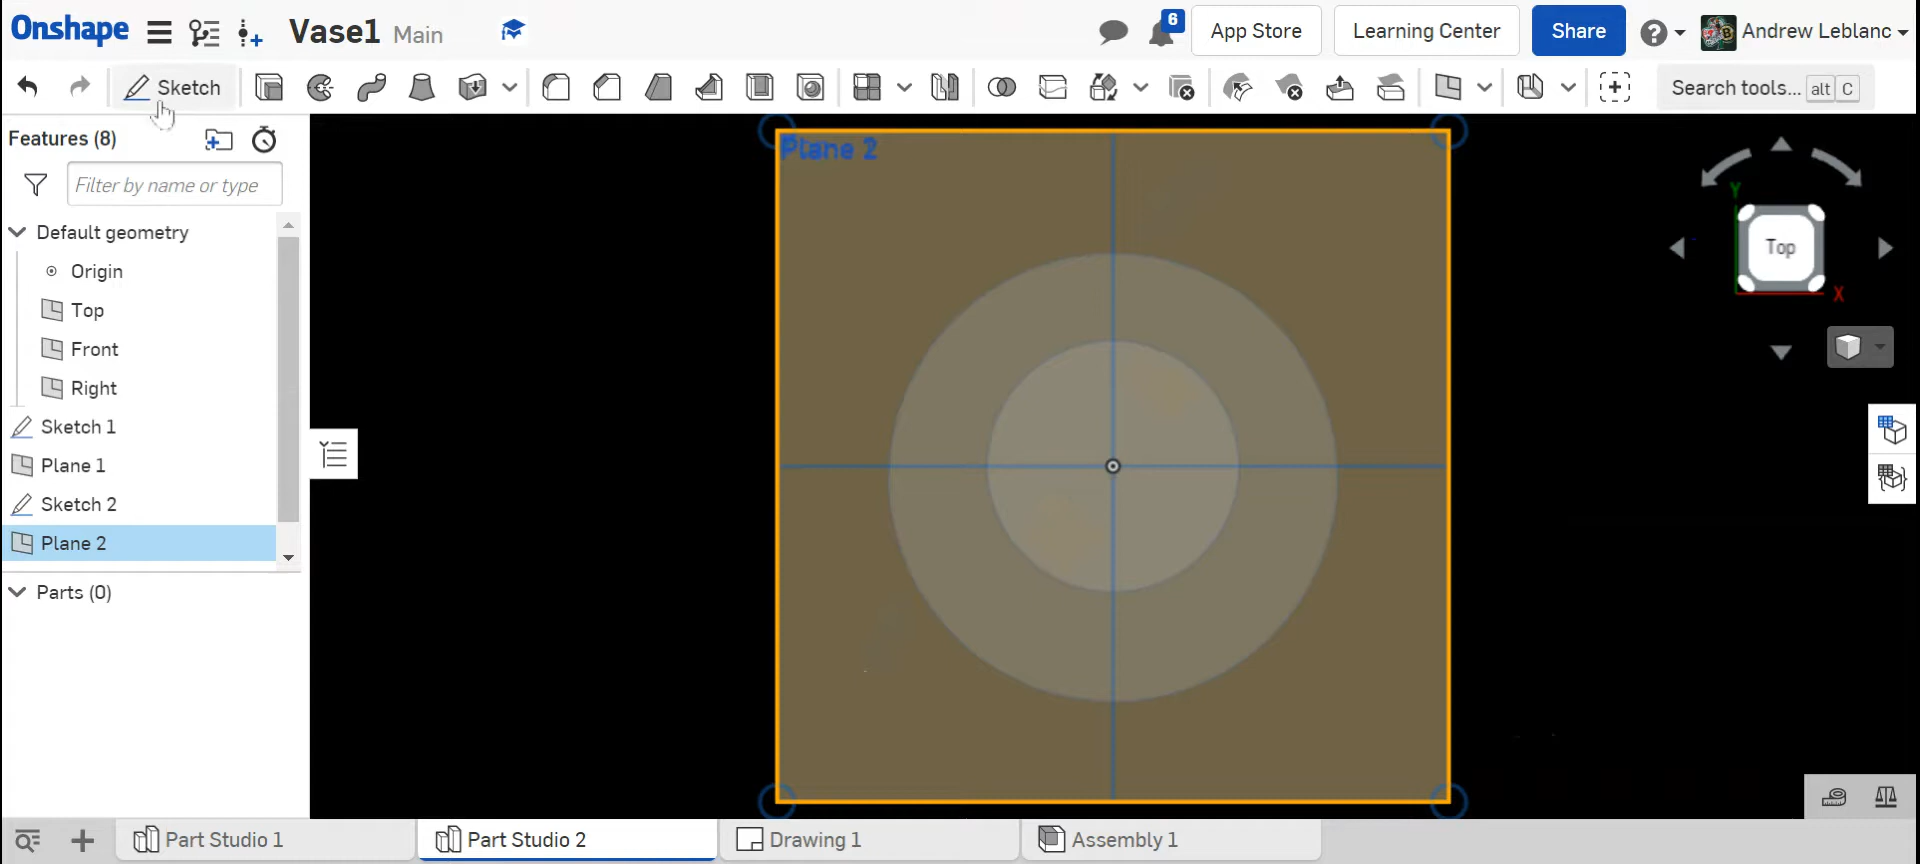 Onshape Vase1 Main 6 App Store Learning Center Share Andrew Leblanc
Sketch Search tools... alt C
Features (8)
Filter by name or type
Default geometry
Origin
Top
Front
Right
Sketch 1
Plane 1
Sketch 2
Plane 2
Parts (0)
Plane 2
Y
Top
X
Part Studio 1 Part Studio 2 Drawing 1 Assembly 1